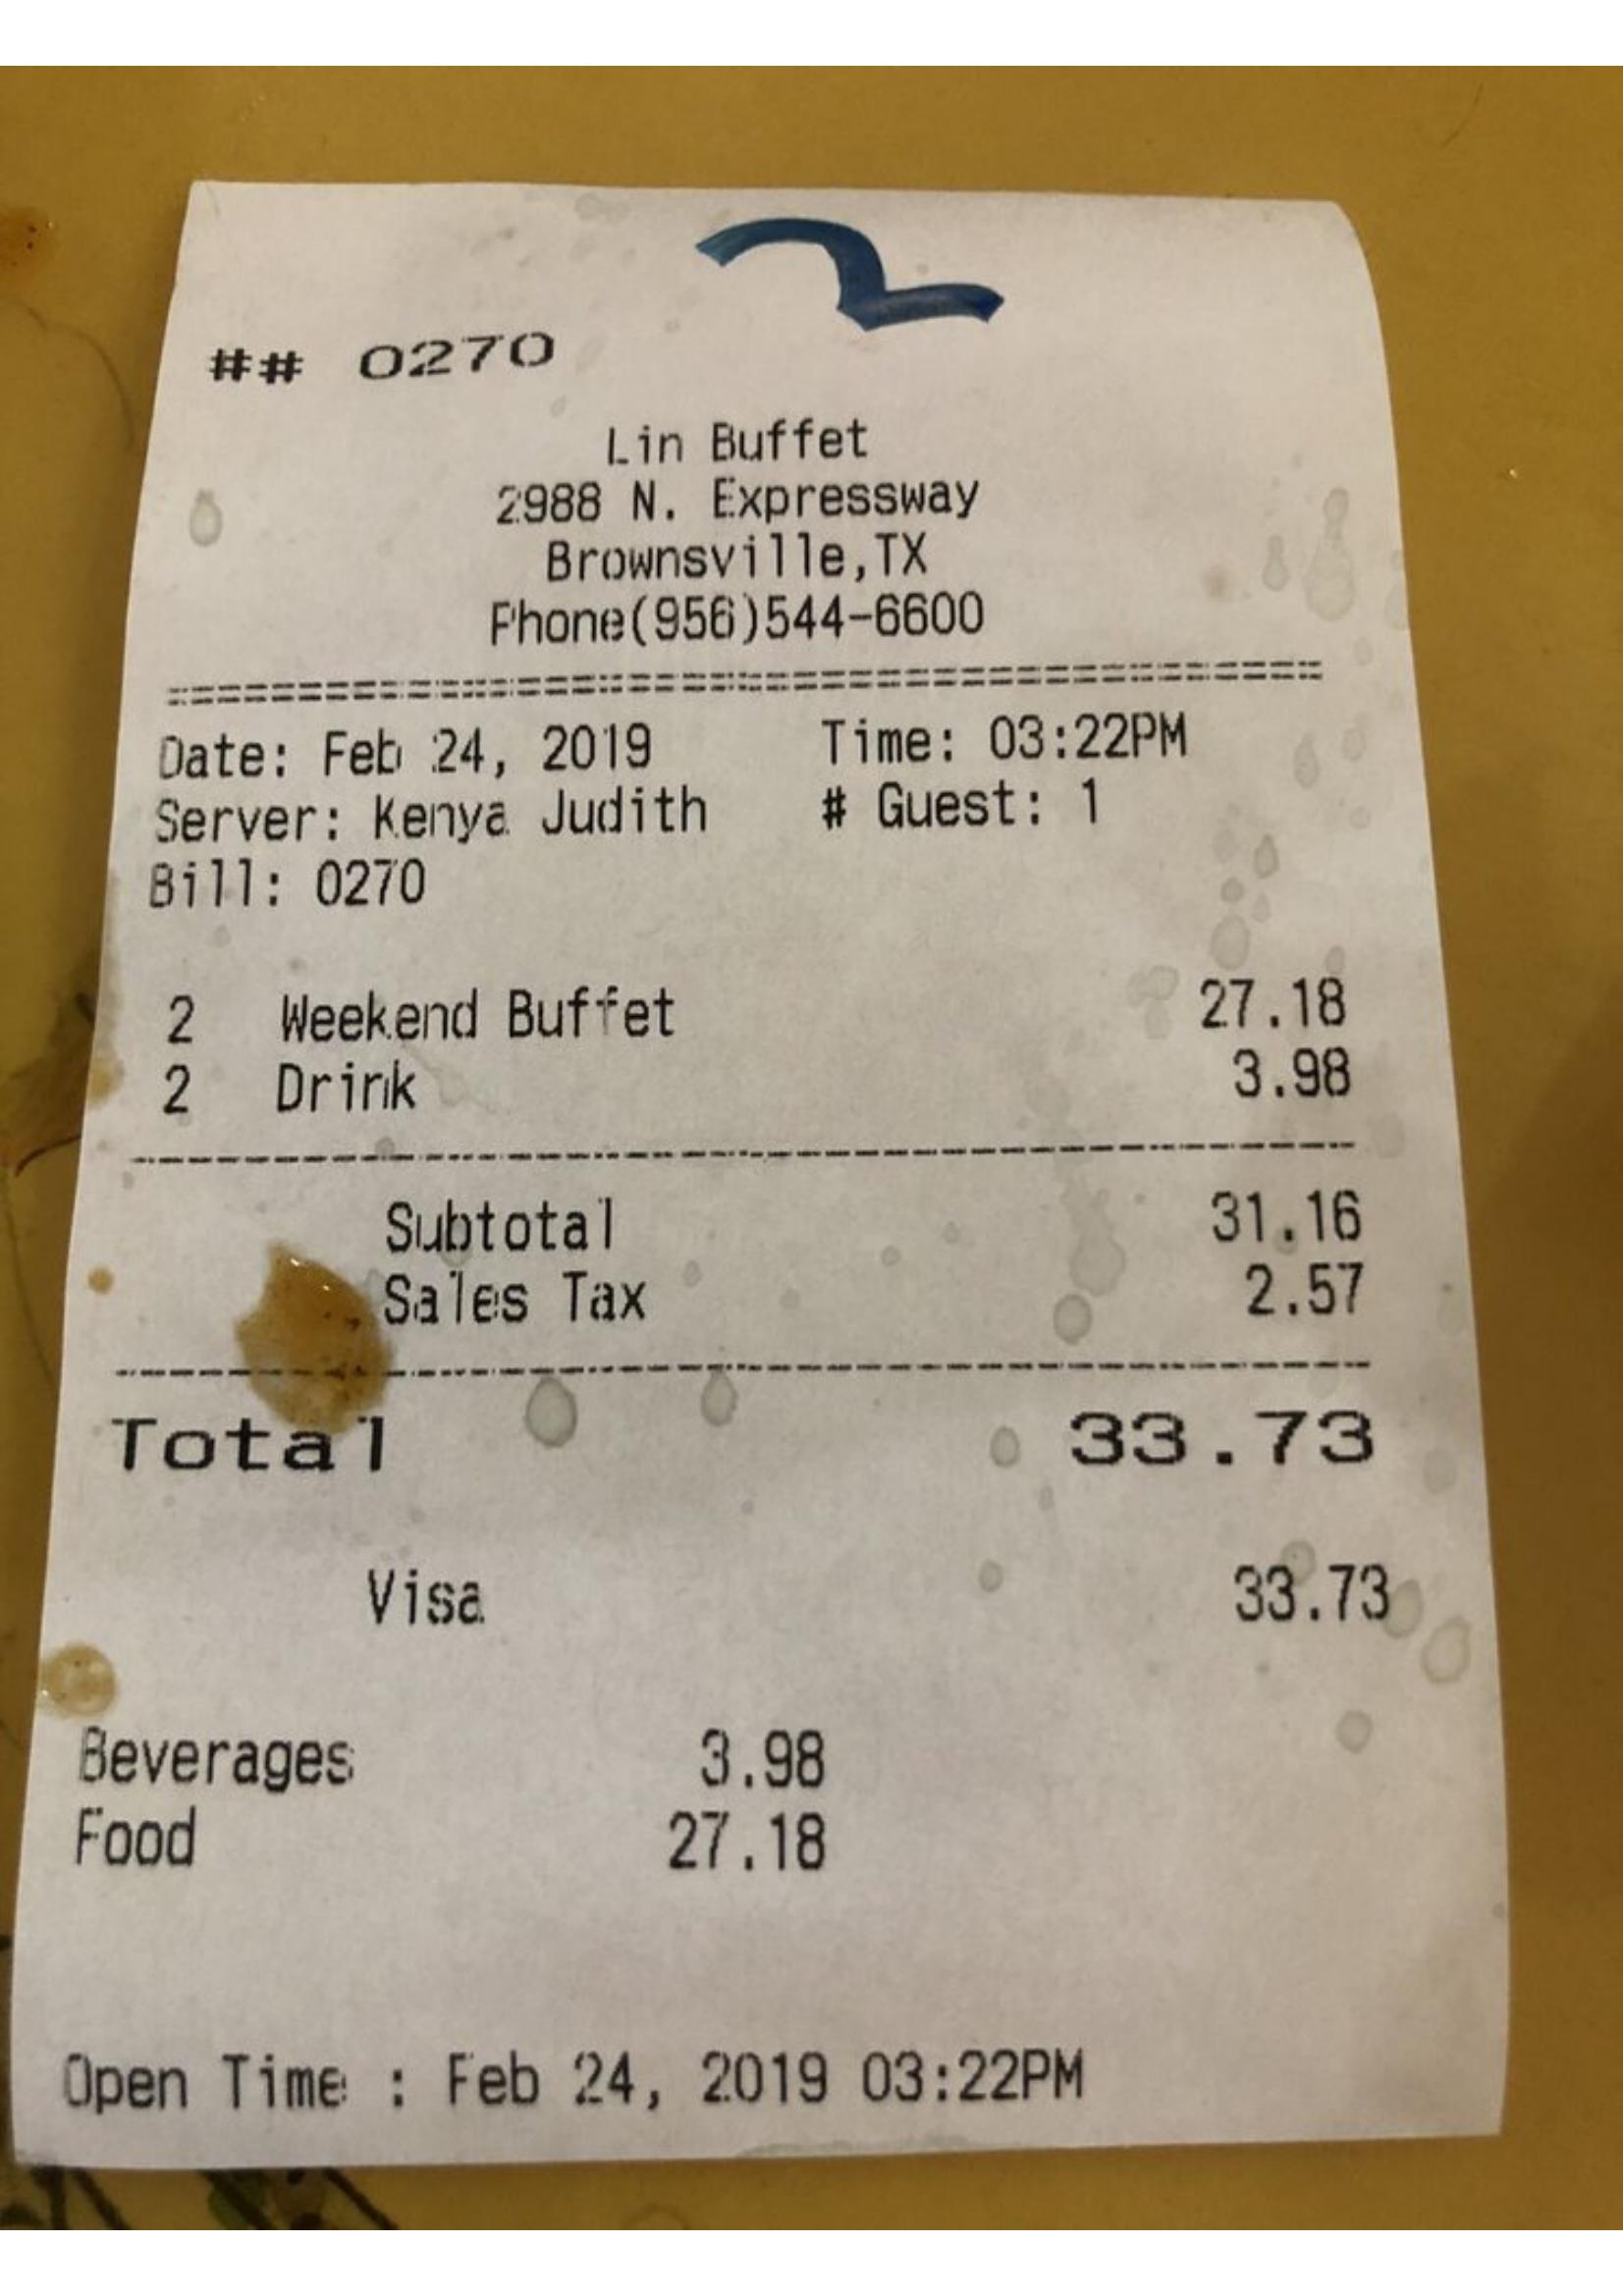 2
## 0270
Lin Buffet
2988 N. Expressway
Brownsville,TX
Phone(956)544-6600
Date: Feb 24, 2019 Time: 03:22PM
Server: Kenya Judith # Guest: 1
Bill: 0270
2 Weekend Buffet 27.18
2 Drink 3.98
Subtotal 31.16
Sales Tax 2.57
Total 33.73
Visa 33.73
Beverages 3.98
Food 27.18
Open Time : Feb 24, 2019 03:22PM